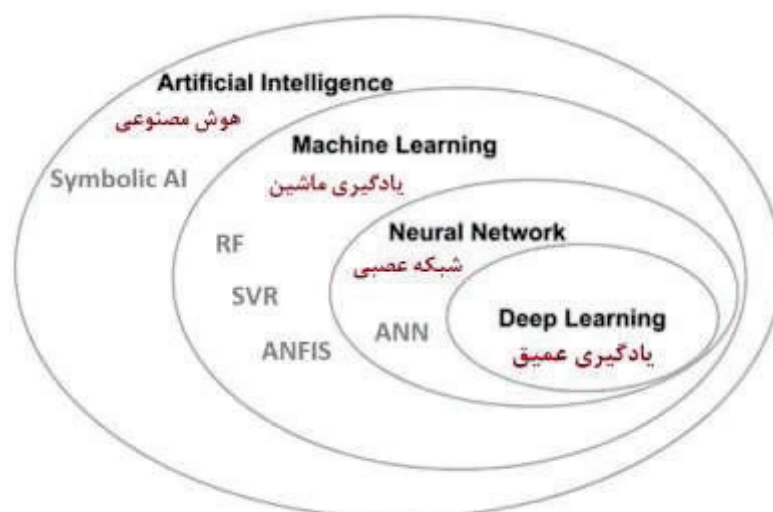 Artificial Intelligence
هوش مصنوعی
Symbolic AI
Machine Learning
یادگیری ماشین
RF
SVR
ANFIS
Neural Network
شبکه عصبی
ANN
Deep Learning
یادگیری عمیق